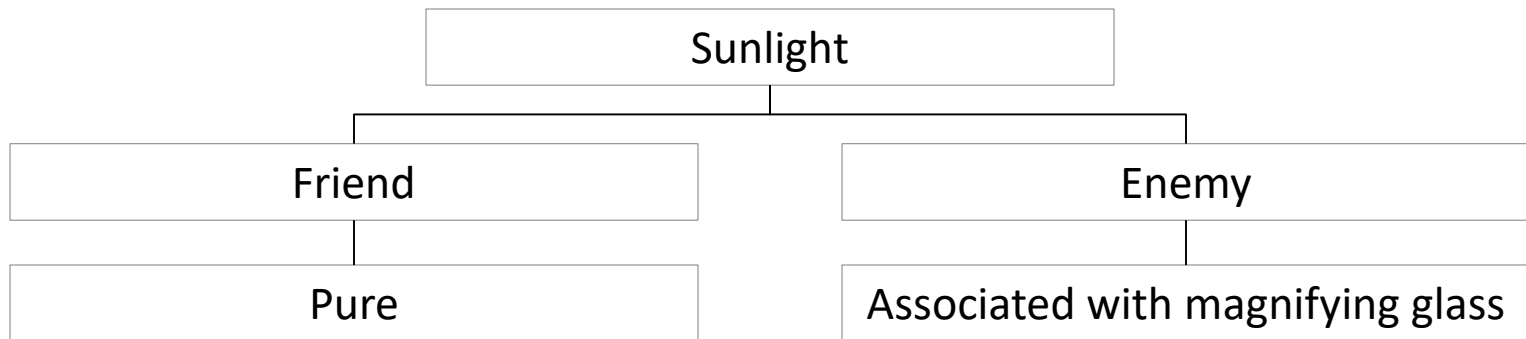 Sunlight
Friend
Enemy
Pure
Associated with magnifying glass